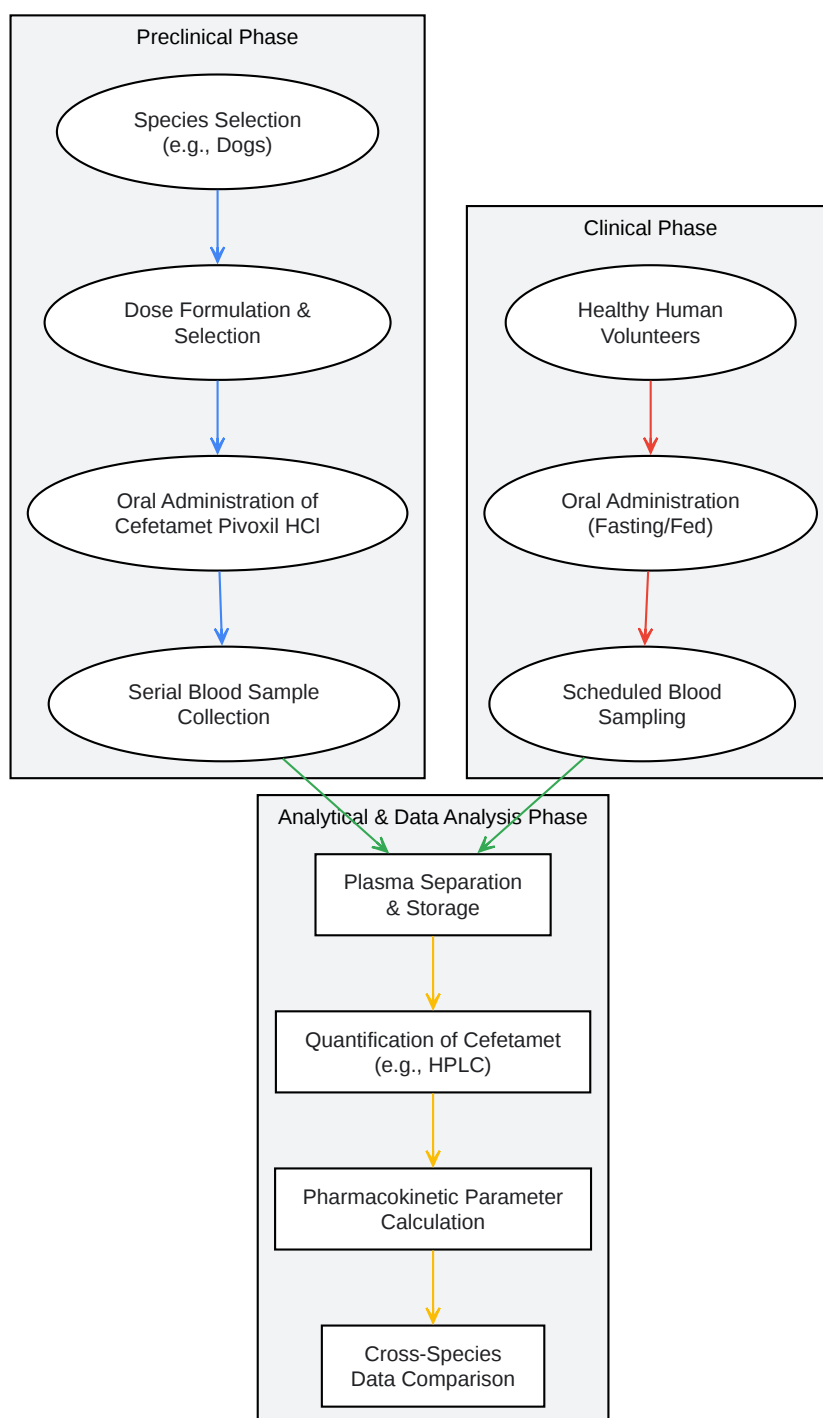 Preclinical Phase
Species Selection
(e.g., Dogs)
Dose Formulation &
Selection
Oral Administration of
Cefetamet Pivoxil HCl
Serial Blood Sample
Collection
Clinical Phase
Healthy Human
Volunteers
Oral Administration
(Fasting/Fed)
Scheduled Blood
Sampling
Analytical & Data Analysis Phase
Plasma Separation
& Storage
Quantification of Cefetamet
(e.g., HPLC)
Pharmacokinetic Parameter
Calculation
Cross-Species
Data Comparison